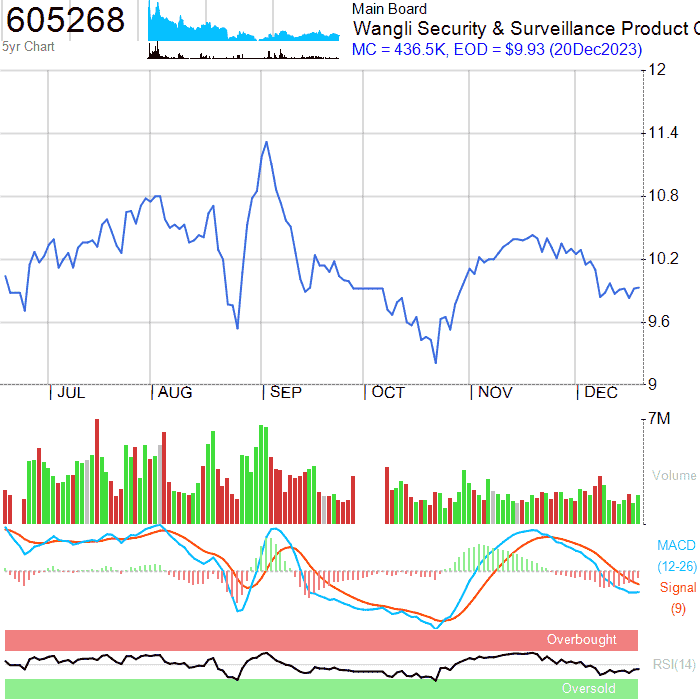 605268
5yr Chart
Main Board
Wangli Security & Surveillance Product C
MC = 436.5K, EOD = $9.93 (20Dec2023)
12
11.4
10.8
10.2
9.6
9
JUL
AUG
SEP
OCT
NOV
DEC
7M
Volume
MACD
(12-26)
Signal
(9)
Overbought
RSI(14)
Oversold